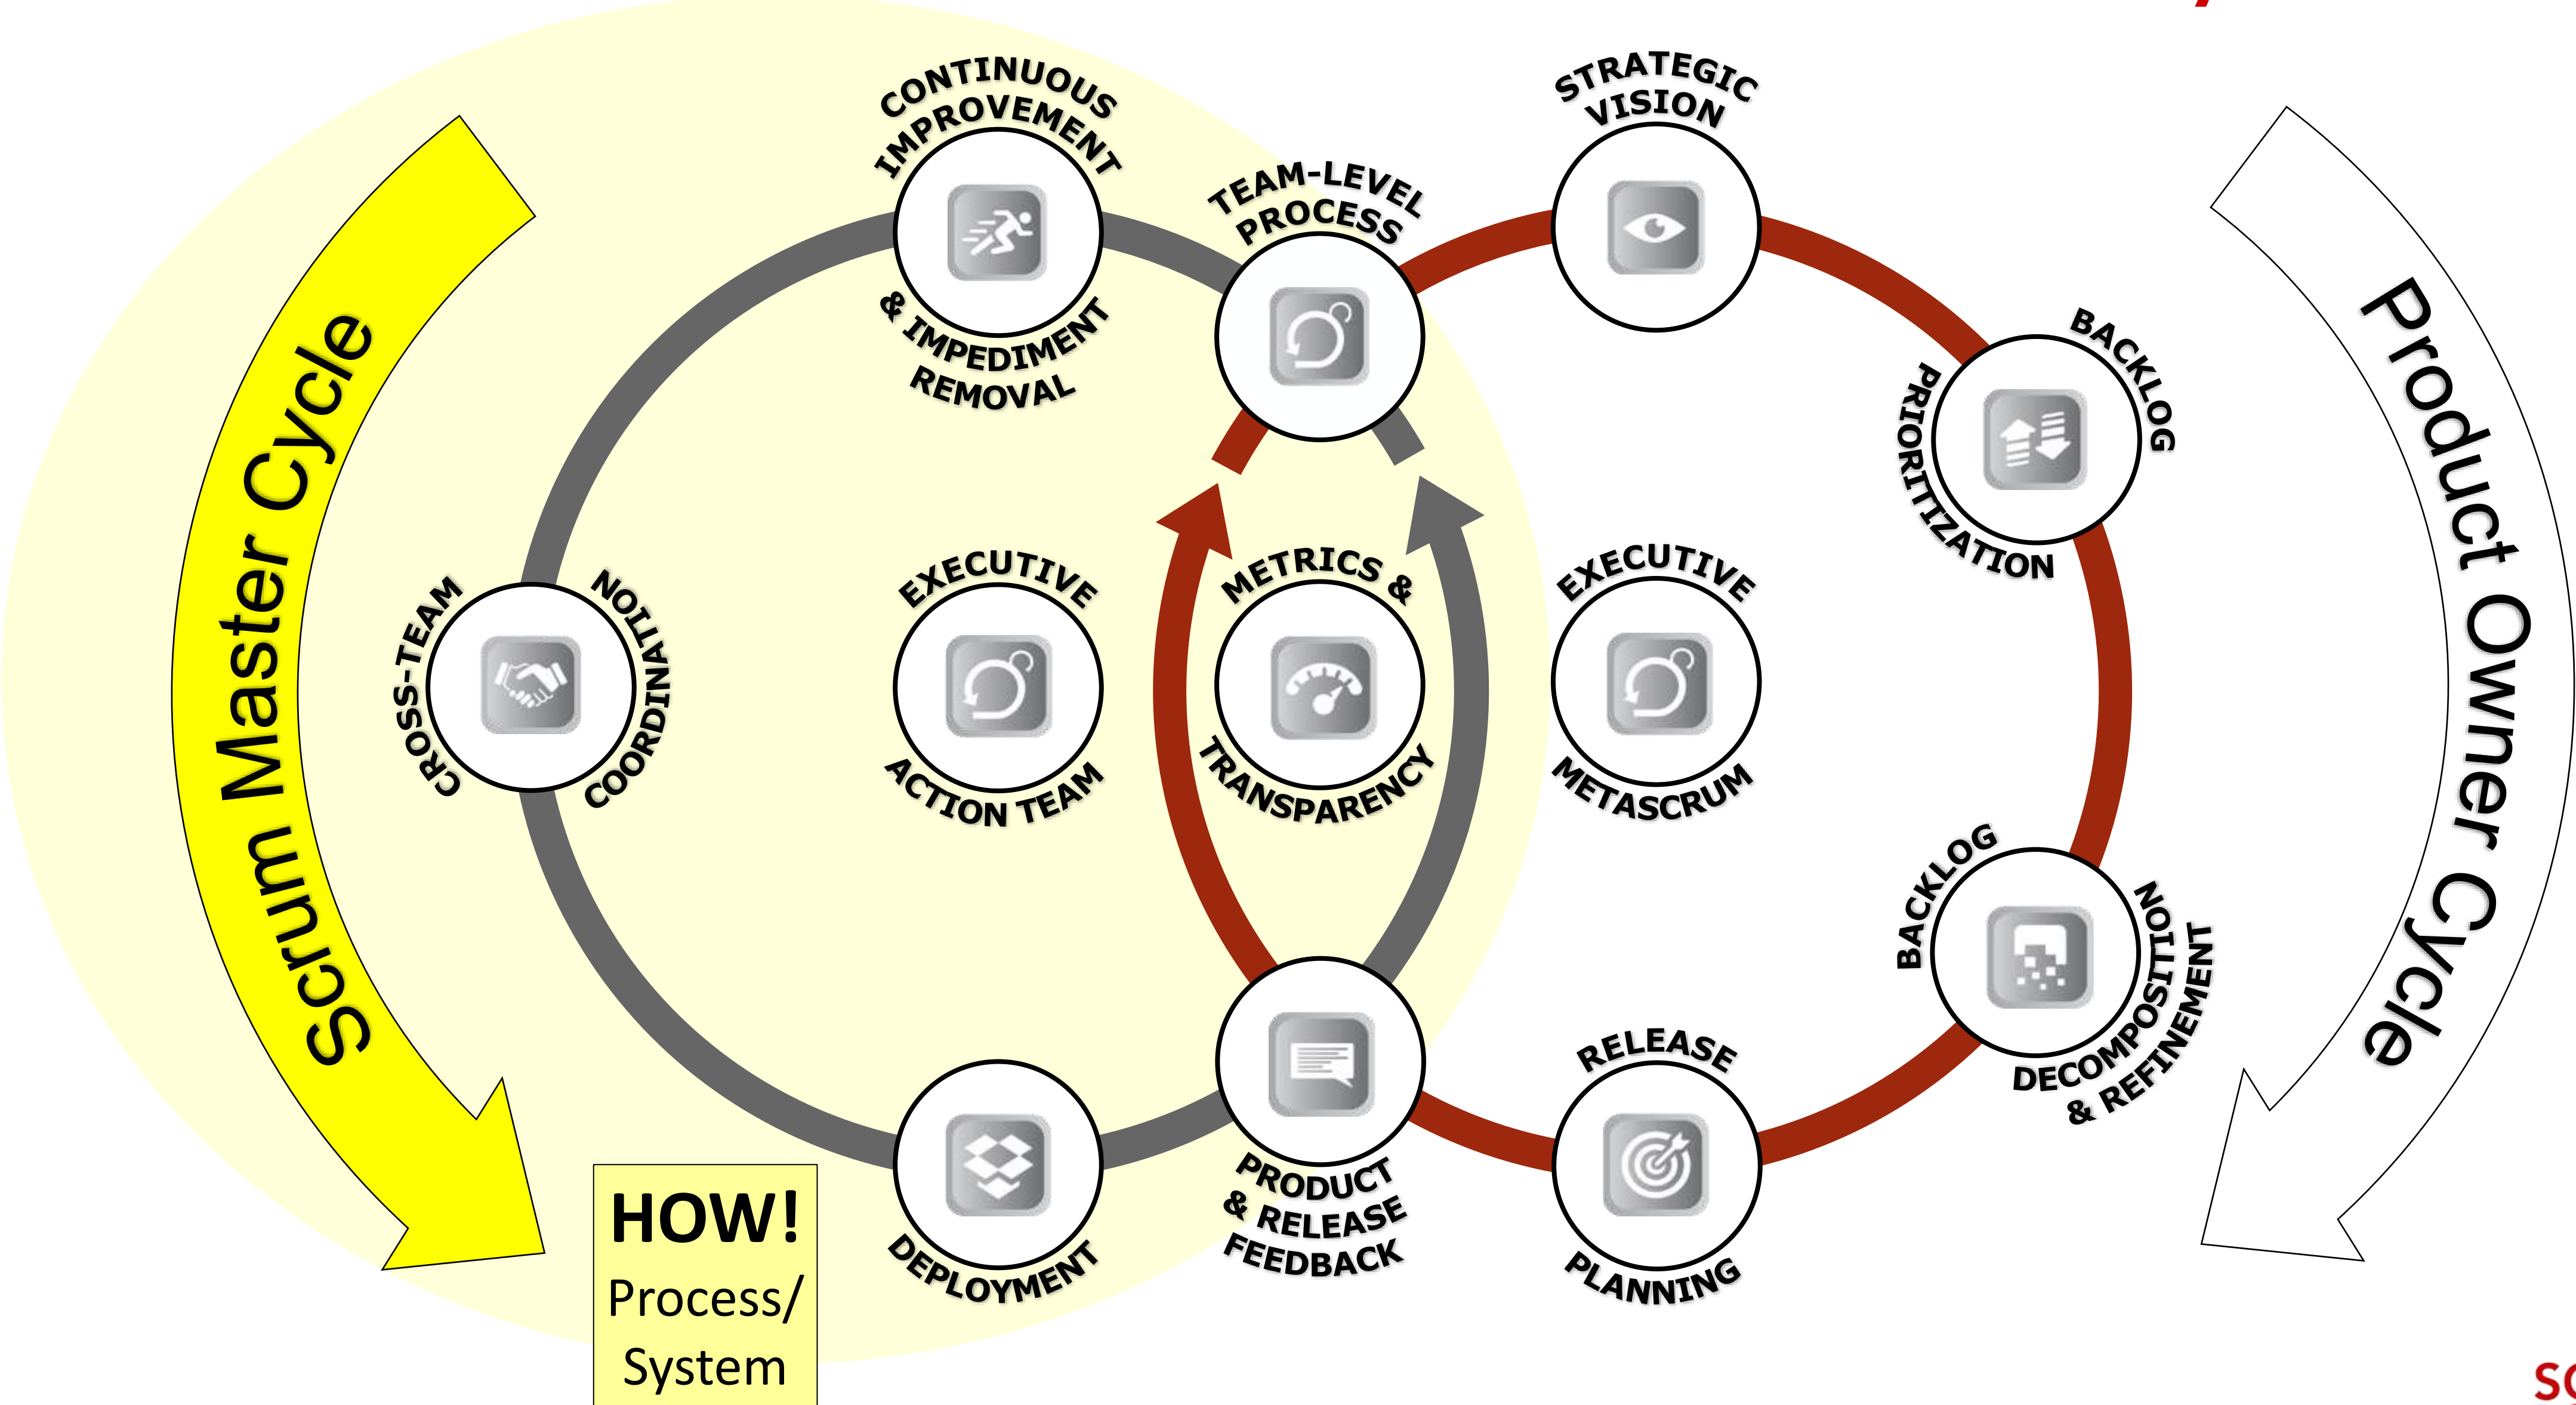 CONTINUOUS
IMPROVEMENT
& IMPEDIMENT
REMOVAL
TEAM-LEVEL
PROCESS
STRATEGIC
VISION
BACKLOG
PRIORITIZATION
Scrum Master Cycle
Product Owner Cycle
CROSS-TEAM
COORDINATION
EXECUTIVE
ACTION TEAM
METRICS &
TRANSPARENCY
EXECUTIVE
METASCRUM
BACKLOG
DECOMPOSITION
& REFINEMENT
DEPLOYMENT
PRODUCT
& RELEASE
FEEDBACK
RELEASE
PLANNING
HOW!
Process/
System